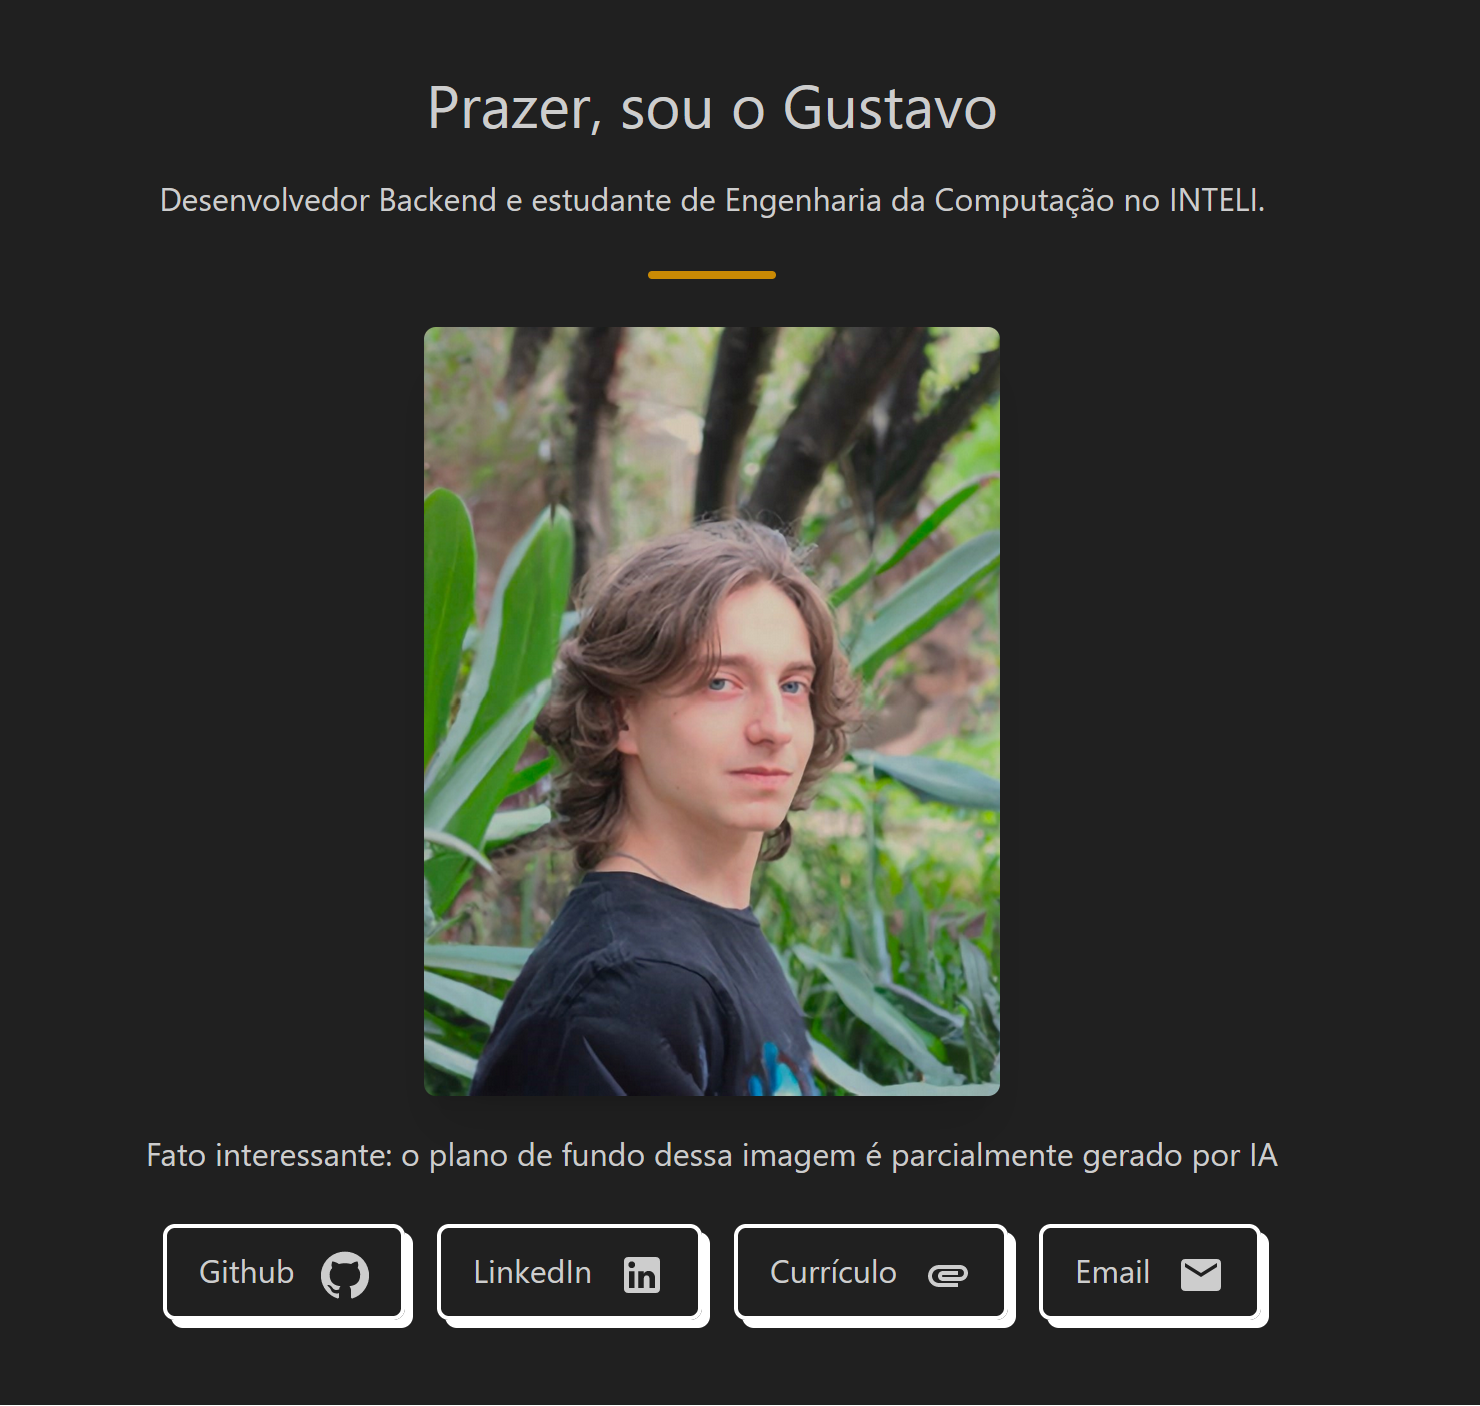 Prazer, sou o Gustavo
Desenvolvedor Backend e estudante de Engenharia da Computação no INTELI.
Fato interessante: o plano de fundo dessa imagem é parcialmente gerado por IA
Github
LinkedIn
in
Currículo
Email